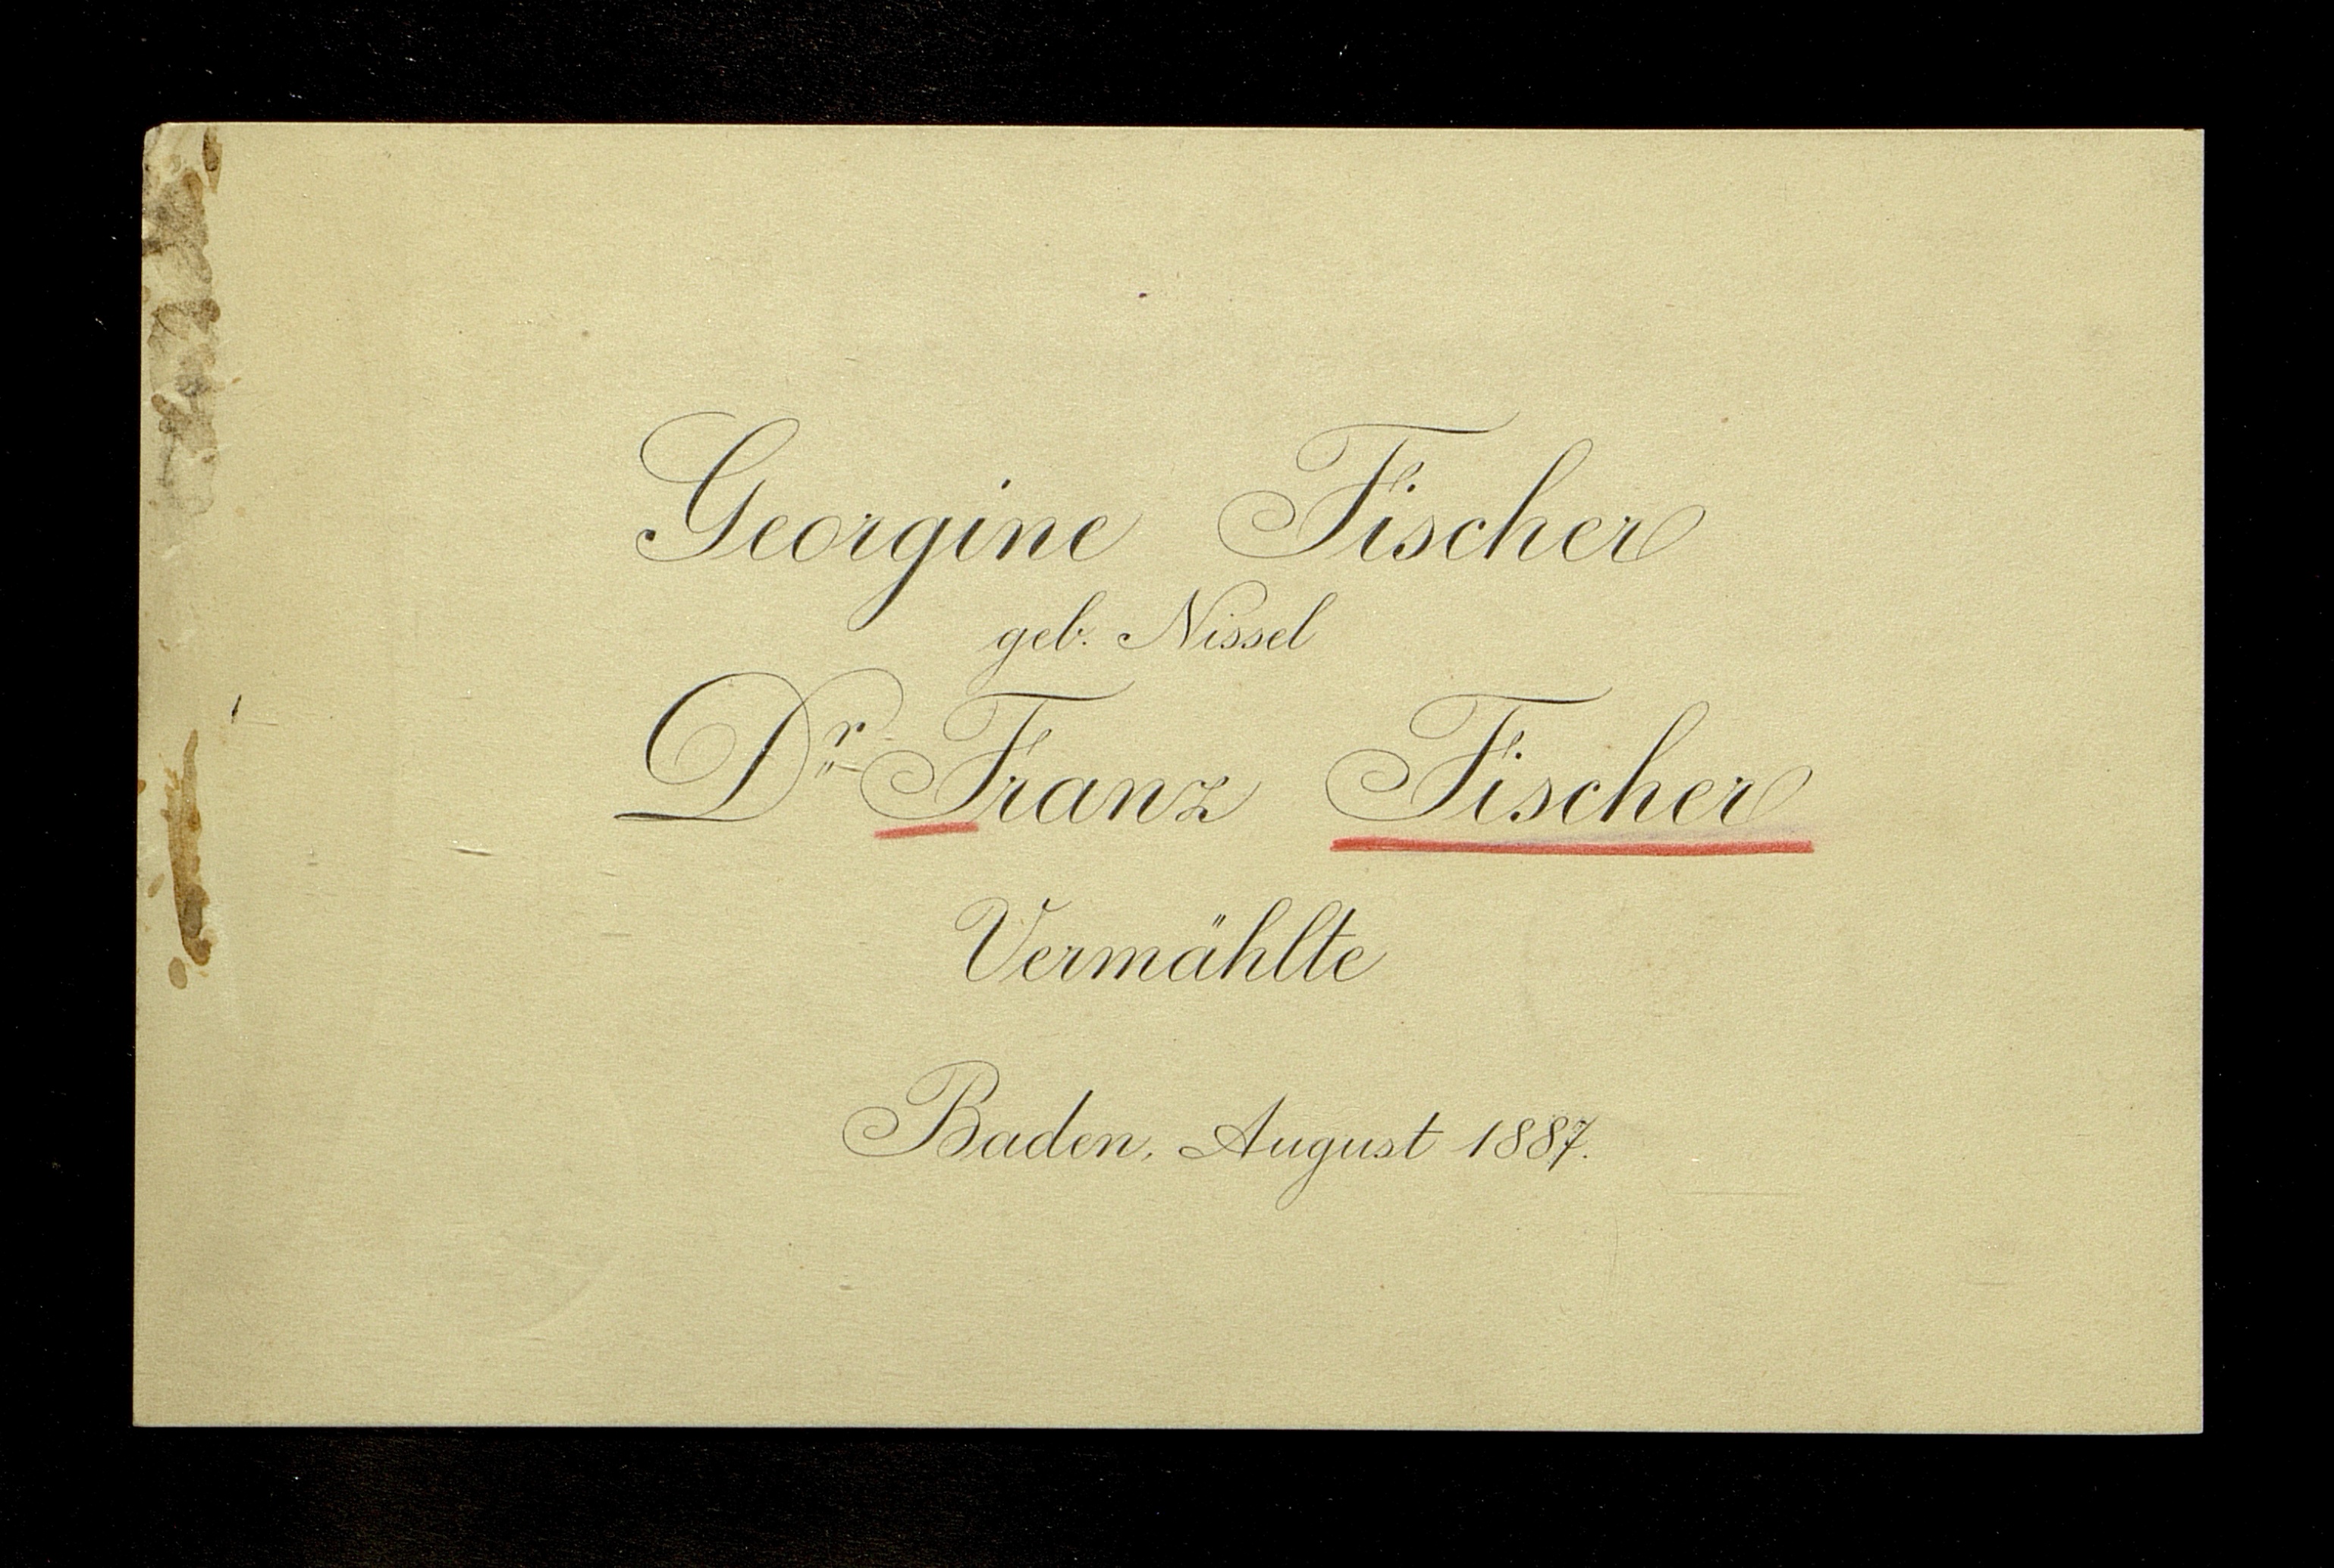 Georgine Fischer
geb. Nissel
Dr. Franz Fischer
Vermählte
Baden, August 1887.